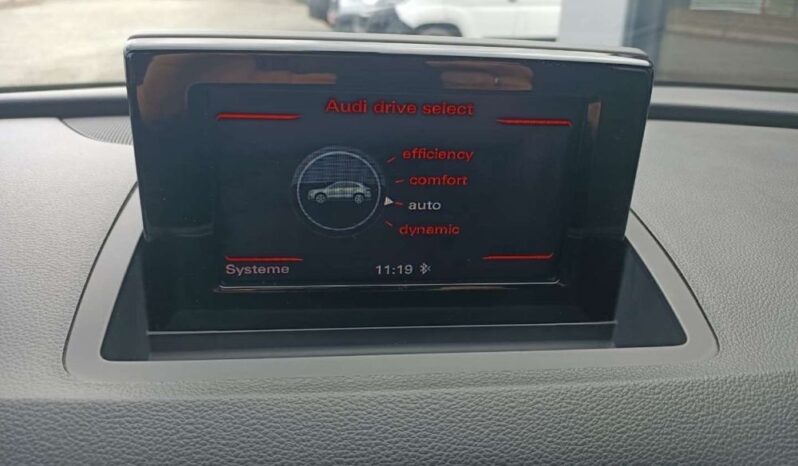 Audi drive select
efficiency
comfort
auto
dynamic
Systeme
11:19